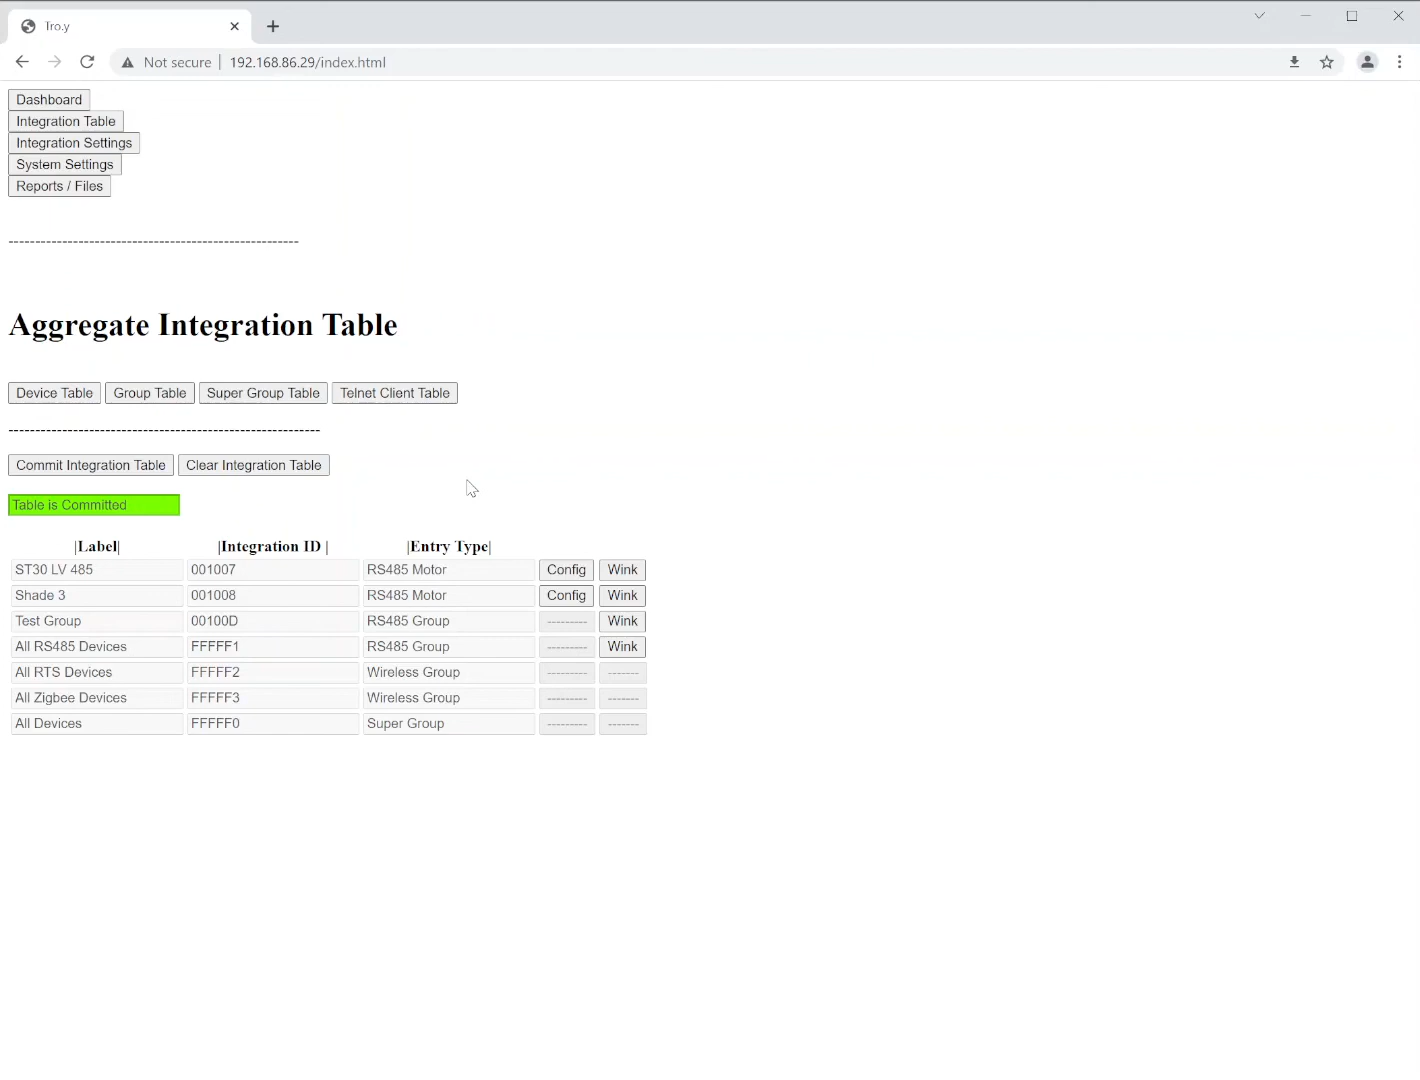 Tro.y
Not secure | 192.168.86.29/index.html
Dashboard
Integration Table
Integration Settings
System Settings
Reports / Files
-------------------------------------------------------
Aggregate Integration Table
Device Table Group Table Super Group Table Telnet Client Table
-----------------------------------------------------------
Commit Integration Table Clear Integration Table
Table is Committed
|Label| |Integration ID | |Entry Type|
ST30 LV 485 001007 RS485 Motor Config Wink
Shade 3 001008 RS485 Motor Config Wink
Test Group 00100D RS485 Group --------- Wink
All RS485 Devices FFFFF1 RS485 Group --------- Wink
All RTS Devices FFFFF2 Wireless Group --------- -------
All Zigbee Devices FFFFF3 Wireless Group --------- -------
All Devices FFFFF0 Super Group --------- -------